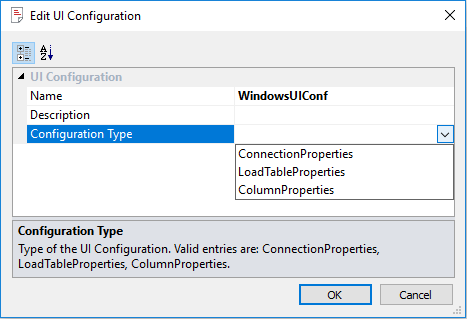 Edit UI Configuration
UI Configuration
Name WindowsUIConf
Description
Configuration Type
ConnectionProperties
LoadTableProperties
ColumnProperties
Configuration Type
Type of the UI Configuration. Valid entries are: ConnectionProperties,
LoadTableProperties, ColumnProperties.
OK Cancel